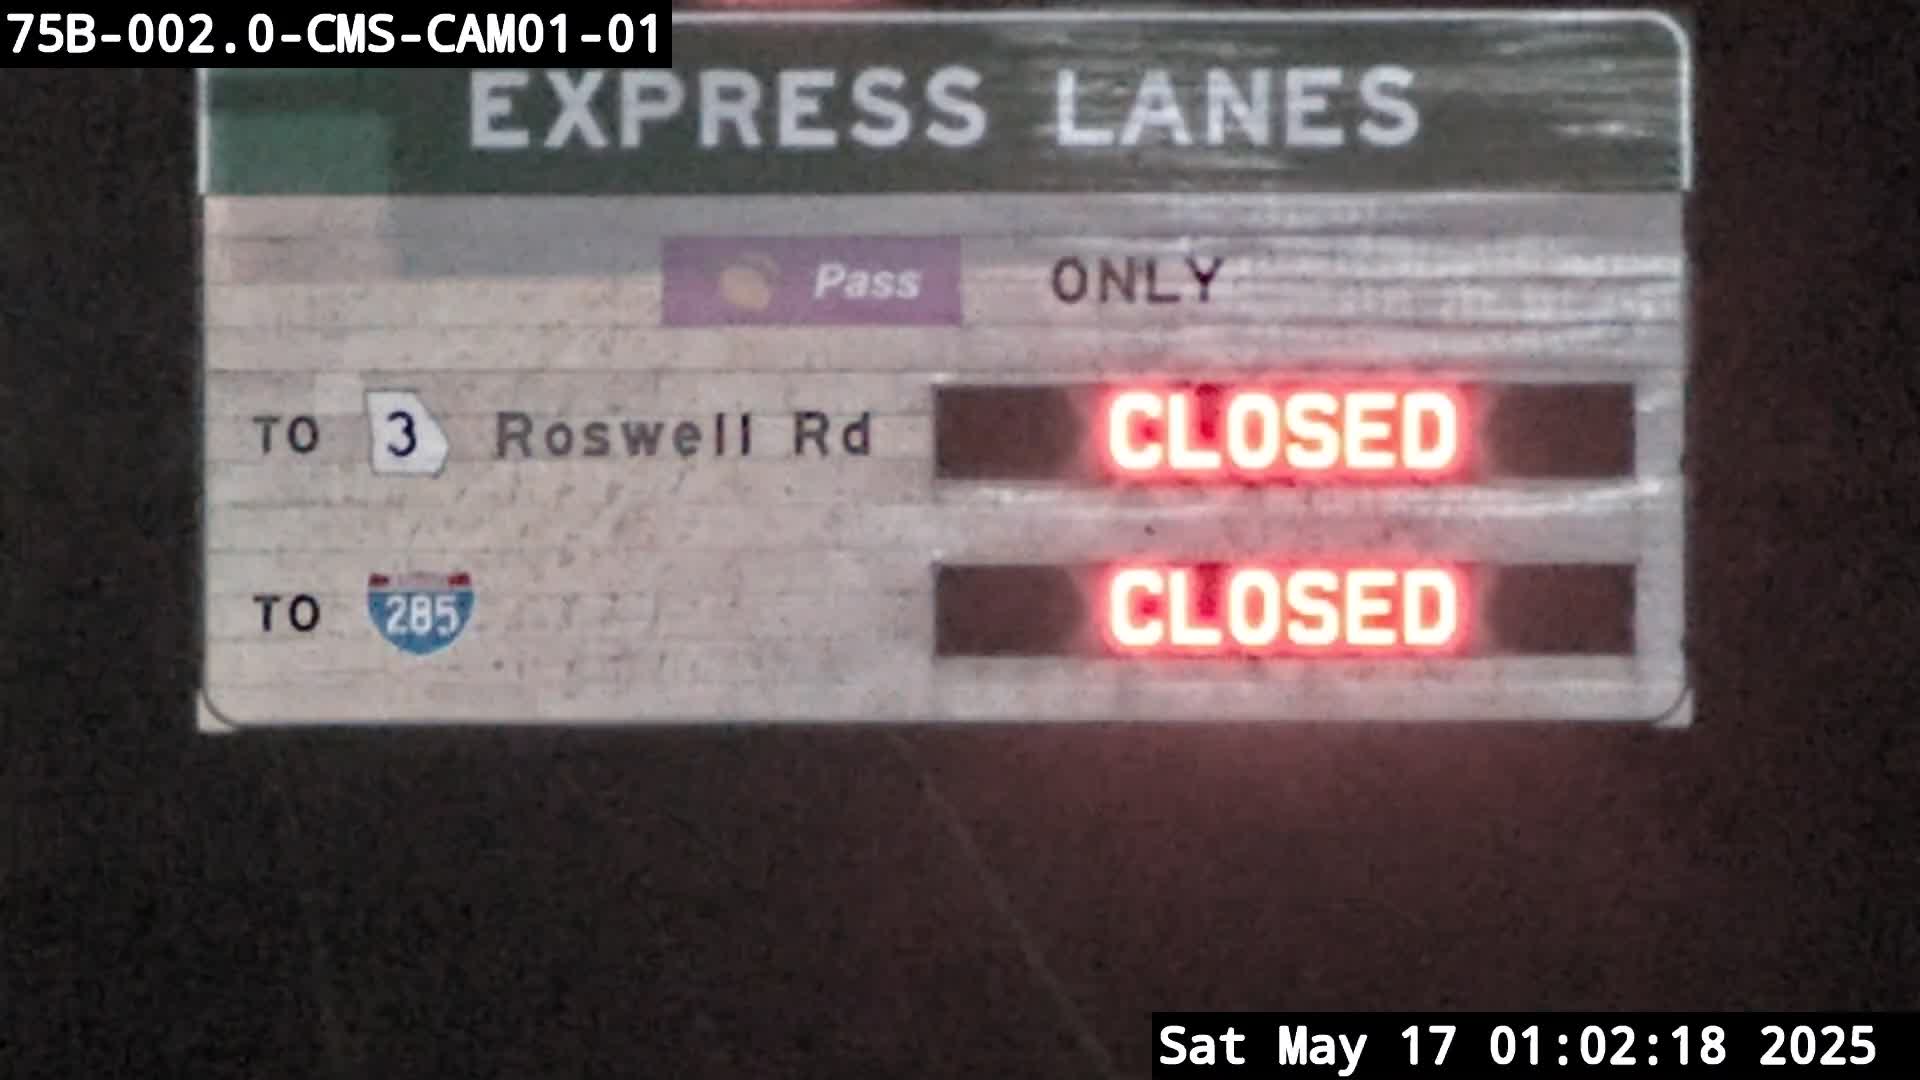 75B-002.0-CMS-CAM01-01
EXPRESS LANES
Pass ONLY
TO 3 Roswell Rd CLOSED
TO 285 CLOSED
Sat May 17 01:02:18 2025